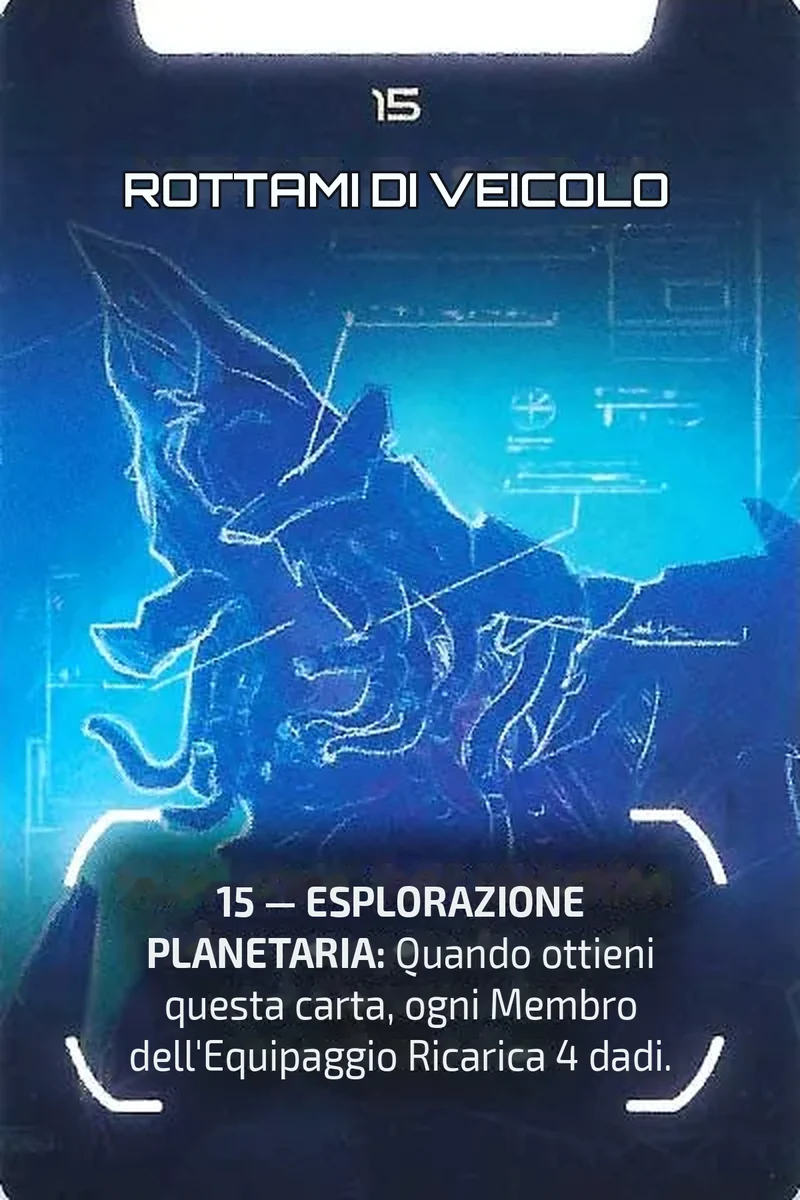 15
ROTTAMI DI VEICOLO
15 — ESPLORAZIONE
PLANETARIA: Quando ottieni
questa carta, ogni Membro
dell'Equipaggio Ricarica 4 dadi.